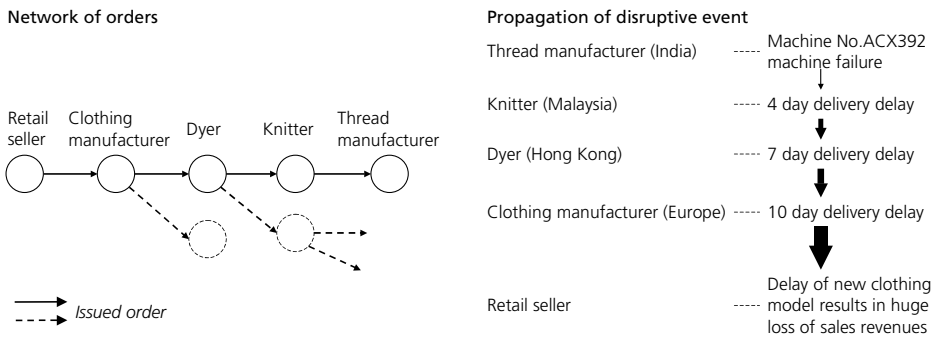 Network of orders
Retail
seller
Clothing
manufacturer
Dyer
Knitter
Thread
manufacturer
Issued order
Propagation of disruptive event
Thread manufacturer (India)
Machine No.ACX392
machine failure
Knitter (Malaysia)
4 day delivery delay
Dyer (Hong Kong)
7 day delivery delay
Clothing manufacturer (Europe)
10 day delivery delay
Retail seller
Delay of new clothing
model results in huge
loss of sales revenues